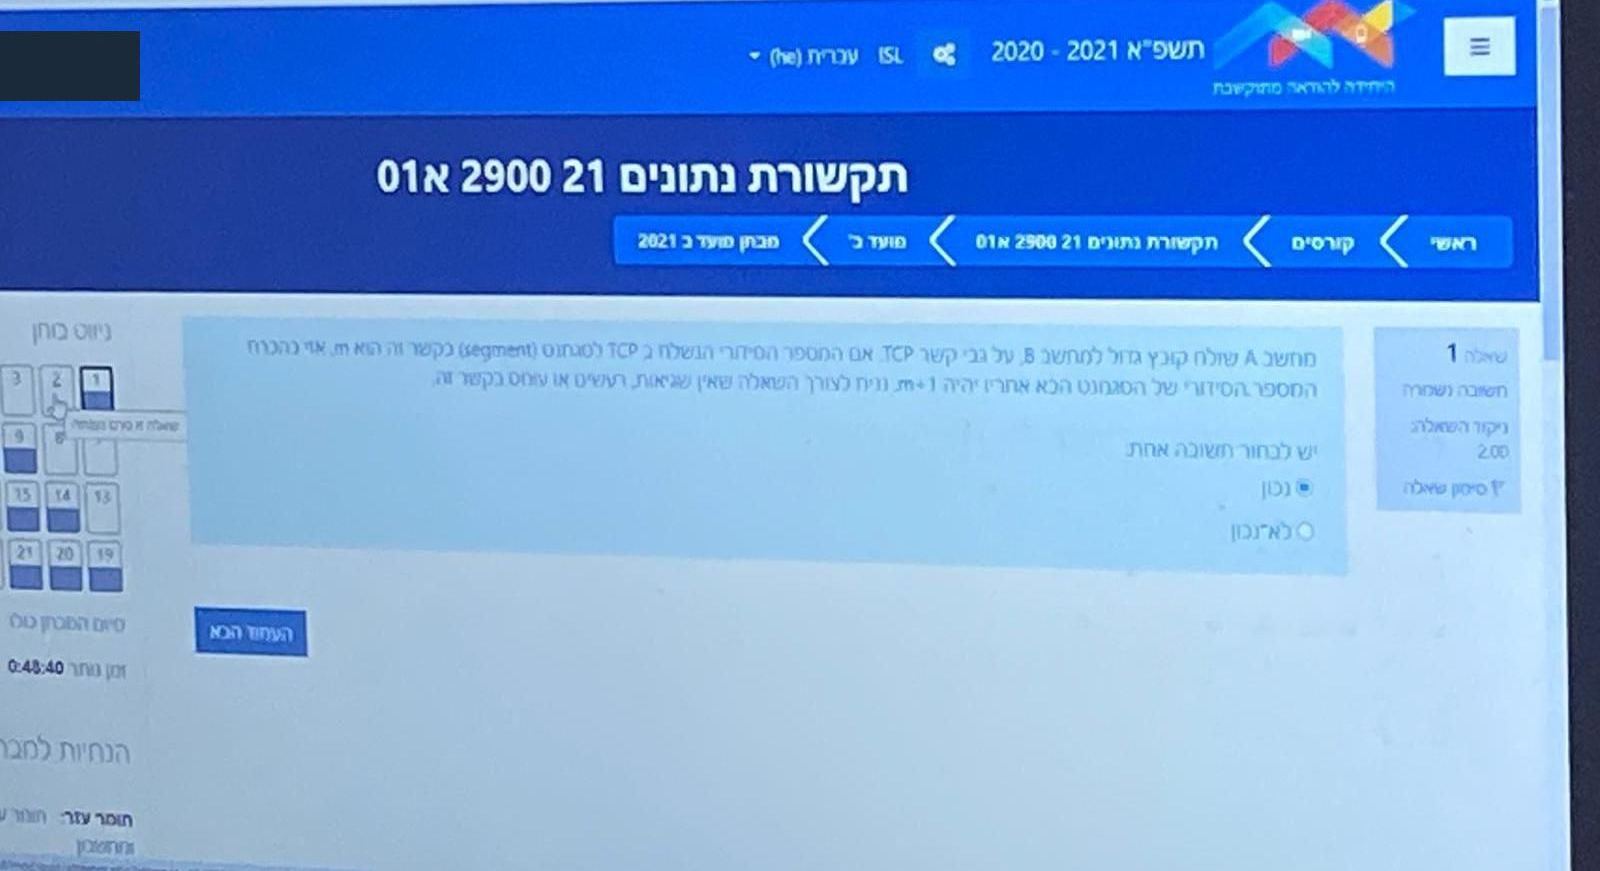 היחידה להוראה מתוקשבת
תשפ"א 2021 - 2020
ISL
עברית (he)
תקשורת נתונים 21 2900 א01
ראשי
קורסים
תקשורת נתונים 21 2900 א01
מועד ב'
מבחן מועד ב 2021
שאלה 1
תשובה נשמרה
ניקוד השאלה:
2.00
סימון שאלה
מחשב A שולח קובץ גדול למחשב B, על גבי קשר TCP. אם המספר הסידורי הנשלח ב TCP לסגמנט (segment) בקשר זה הוא m, אזי בהכרח
המספר הסידורי של הסגמנט הבא אחריו יהיה m+1. נניח לצורך השאלה שאין שגיאות, רעשים או עומס בקשר זה.
יש לבחור תשובה אחת:
נכון
לא-נכון
העמוד הבא
ניווט בוחן
1 2 3
8 9
13 14 15
19 20 21
סיום המבחן
זמן נותר 0:48:40
הנחיות
חומר עזר: חומר
ומחשבון